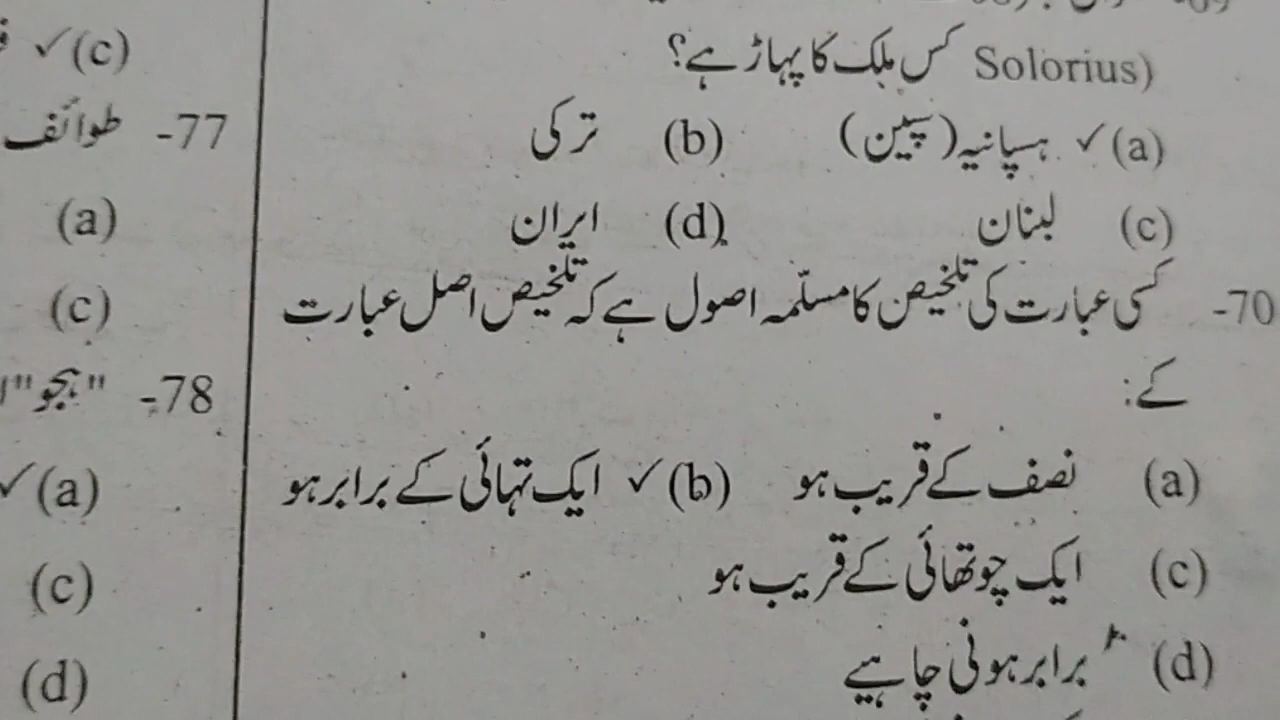 Solorius) کس ملک کا پہاڑ ہے؟
(a) ✓ ہسپانیہ (سپین) (b) ترکی
(c) لبنان (d) ایران
70- کسی عبارت کی تلخیص کا مسلّمہ اصول ہے کہ تلخیص اصل عبارت
کے:
(a) نصف کے قریب ہو (b) ✓ ایک تہائی کے برابر ہو
(c) ایک چوتھائی کے قریب ہو
(d) برابر ہونی چاہیے
(c) ✓
77- طوائف
(a)
(c)
78- "ہجو"
(a) ✓
(c)
(d)